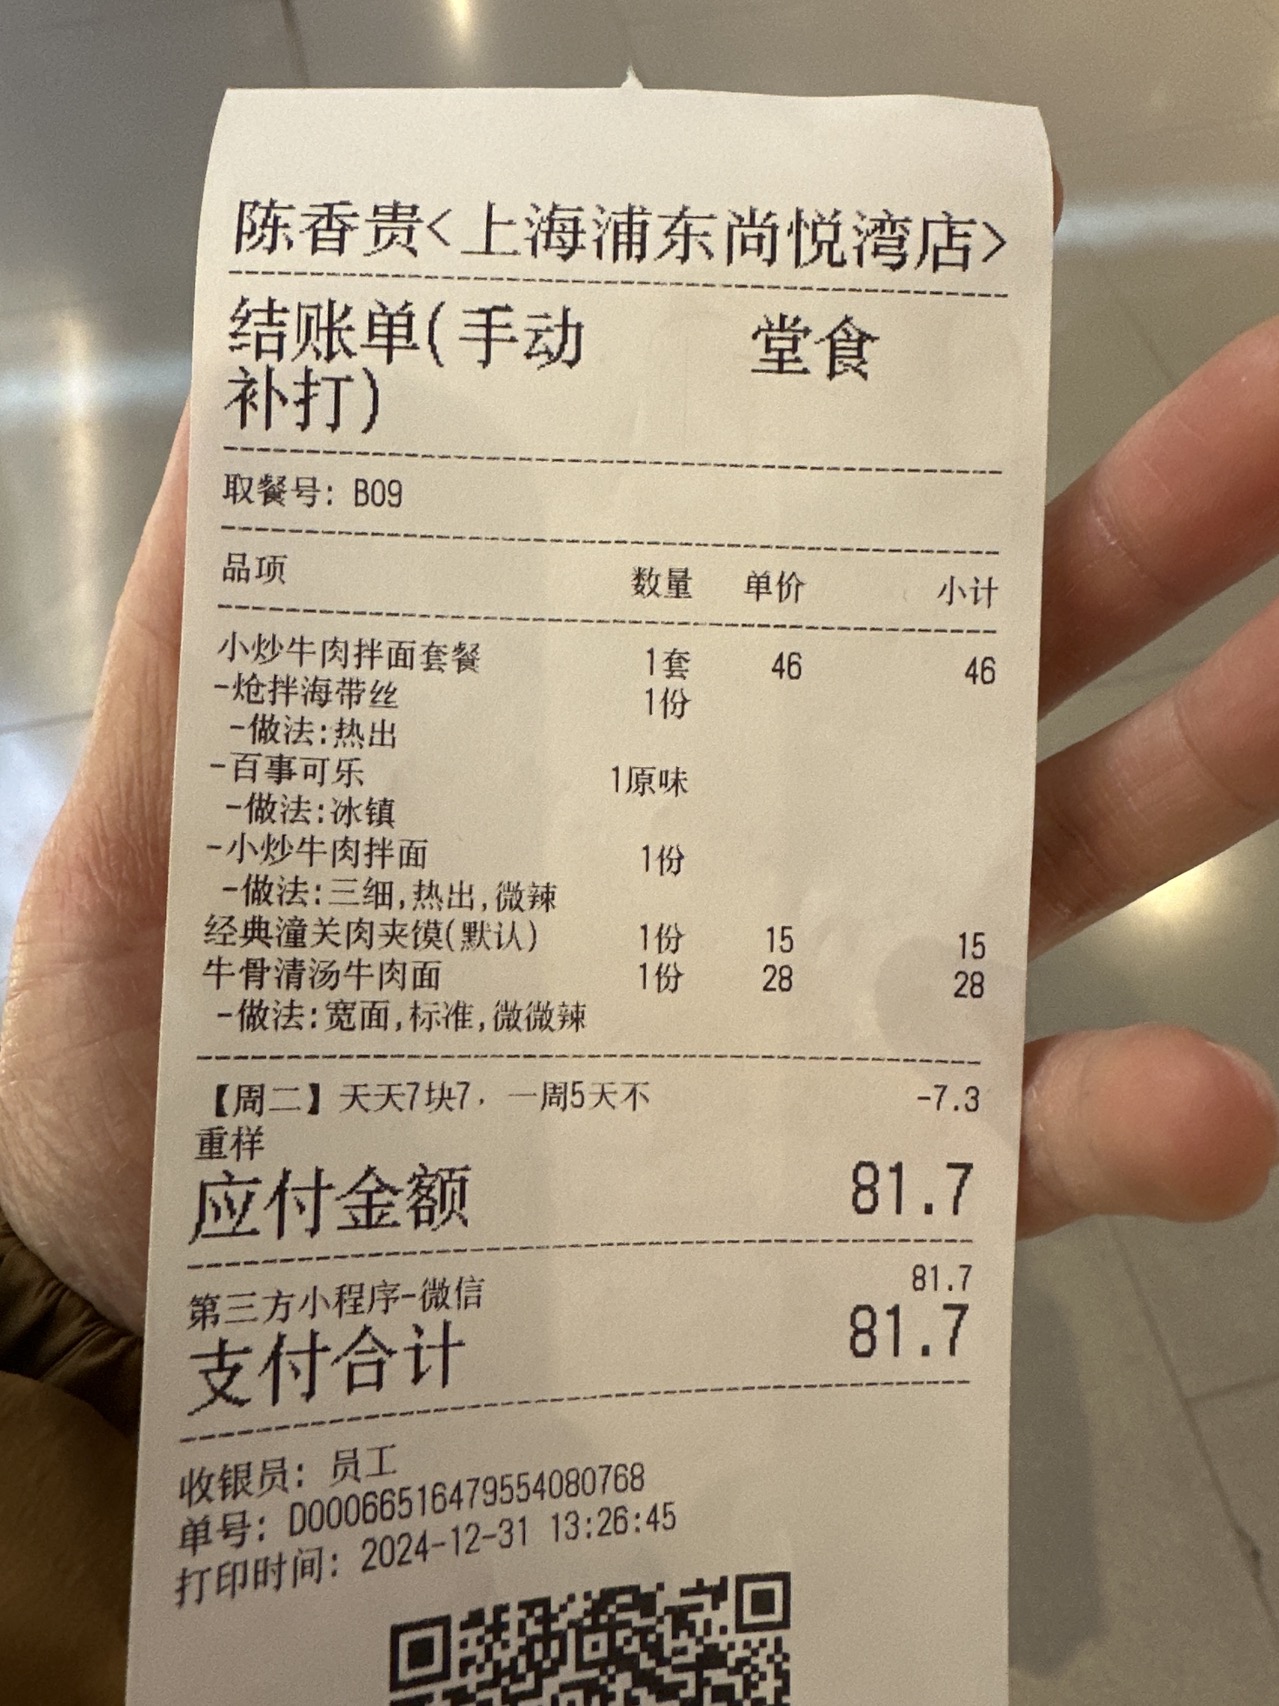 陈香贵<上海浦东尚悦湾店>
结账单(手动 堂食
补打)
取餐号: B09
品项 数量 单价 小计
小炒牛肉拌面套餐 1套 46 46
-炝拌海带丝 1份
-做法:热出
-百事可乐 1原味
-做法:冰镇
-小炒牛肉拌面 1份
-做法:三细,热出,微辣
经典潼关肉夹馍(默认) 1份 15 15
牛骨清汤牛肉面 1份 28 28
-做法:宽面,标准,微微辣
【周二】天天7块7，一周5天不 -7.3
重样
应付金额 81.7
第三方小程序-微信 81.7
支付合计 81.7
收银员: 员工
单号: D00066516479554080768
打印时间: 2024-12-31 13:26:45